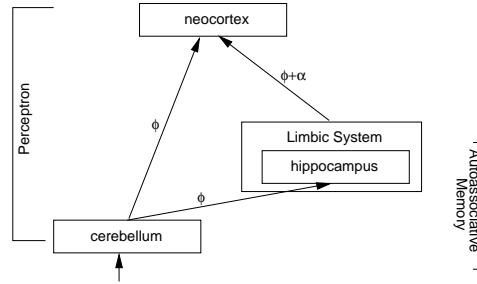 neocortex
Perceptron
ϕ
ϕ+α
Limbic System
hippocampus
ϕ
cerebellum
Autoassociative
Memory